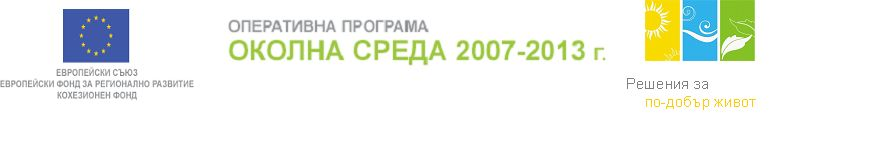 ЕВРОПЕЙСКИ СЪЮЗ
ЕВРОПЕЙСКИ ФОНД ЗА РЕГИОНАЛНО РАЗВИТИЕ
КОХЕЗИОНЕН ФОНД
ОПЕРАТИВНА ПРОГРАМА
ОКОЛНА СРЕДА 2007-2013 г.
Решения за
по-добър живот